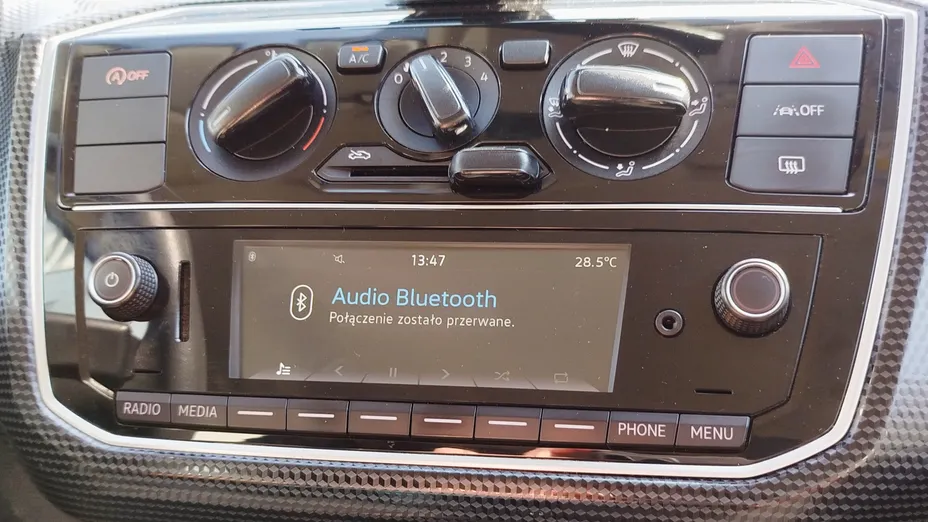 A OFF
A/C
0 2 3 4
OFF
13:47 28.5°C
Audio Bluetooth
Połączenie zostało przerwane.
RADIO MEDIA PHONE MENU